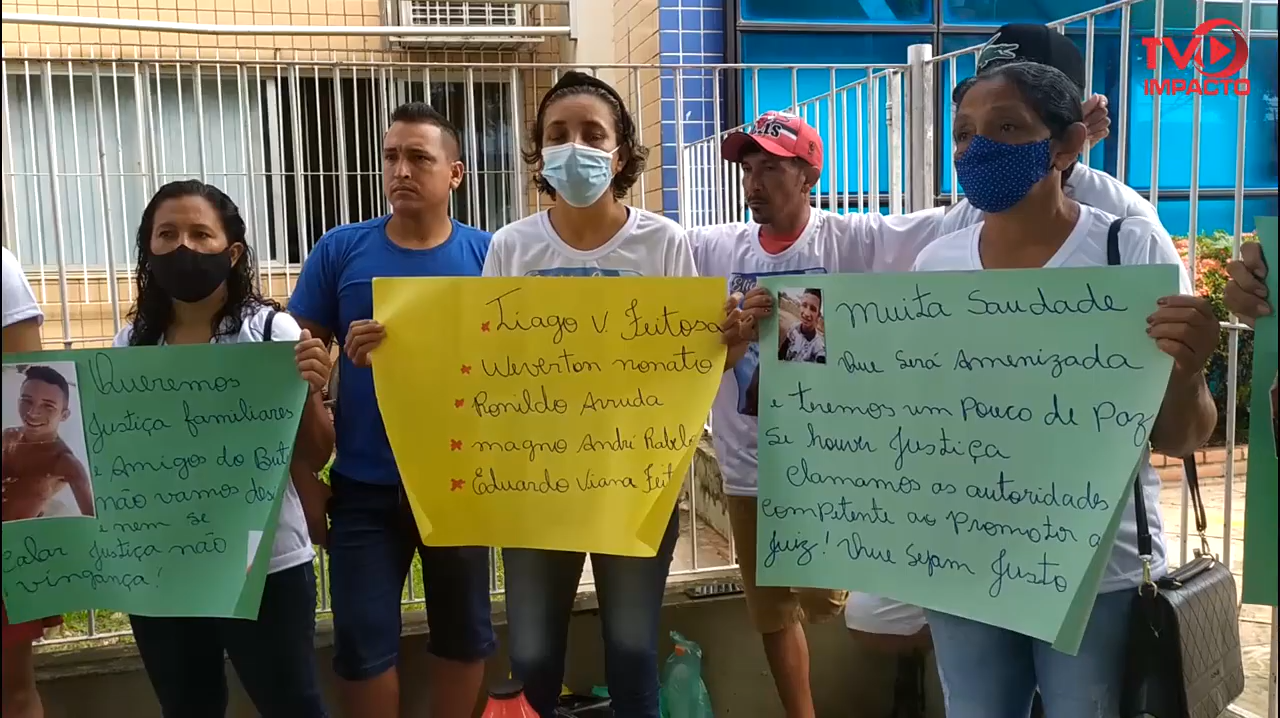 TV IMPACTO
Queremos
Justiça familiares
e Amigos do
não vamos
e nem se
Calar Justiça não
vingança!
Tiago V. Feitosa
Weverton nonato
Ronildo Arruda
magno André Rabelo
Eduardo Viana Feit
muita Saudade
Que Será Amenizada
e teremos um Pouco de Paz
Se houver Justiça
Clamamos as autoridades
Competente ao Promotor a
Juiz! Que Sejam Justo